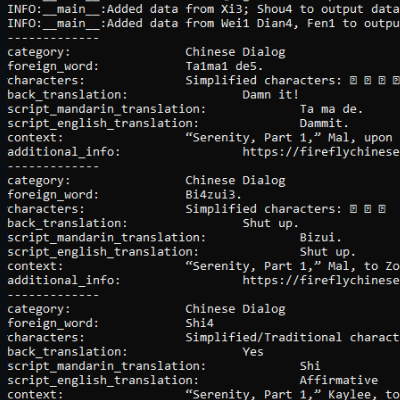 INFO:__main__:Added data from Xi3; Shou4 to output data
INFO:__main__:Added data from Wei1 Dian4, Fen1 to outpu
-------------
category: Chinese Dialog
foreign_word: Ta1ma1 de5.
characters: Simplified characters:
back_translation: Damn it!
script_mandarin_translation: Ta ma de.
script_english_translation: Dammit.
context: “Serenity, Part 1,” Mal, upon
additional_info: https://fireflychinese
-------------
category: Chinese Dialog
foreign_word: Bi4zui3.
characters: Simplified characters:
back_translation: Shut up.
script_mandarin_translation: Bizui.
script_english_translation: Shut up.
context: “Serenity, Part 1,” Mal, to Zo
additional_info: https://fireflychinese
-------------
category: Chinese Dialog
foreign_word: Shi4
characters: Simplified/Traditional charact
back_translation: Yes
script_mandarin_translation: Shi
script_english_translation: Affirmative
context: “Serenity, Part 1,” Kaylee, to